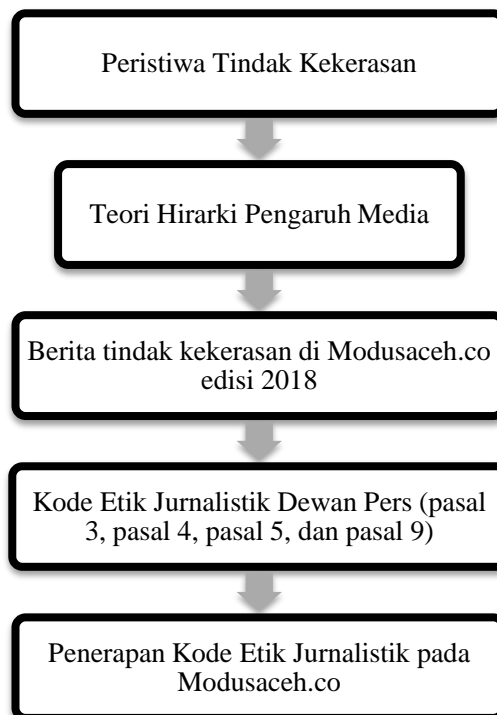 Peristiwa Tindak Kekerasan
Teori Hirarki Pengaruh Media
Berita tindak kekerasan di Modusaceh.co
edisi 2018
Kode Etik Jurnalistik Dewan Pers (pasal
3, pasal 4, pasal 5, dan pasal 9)
Penerapan Kode Etik Jurnalistik pada
Modusaceh.co